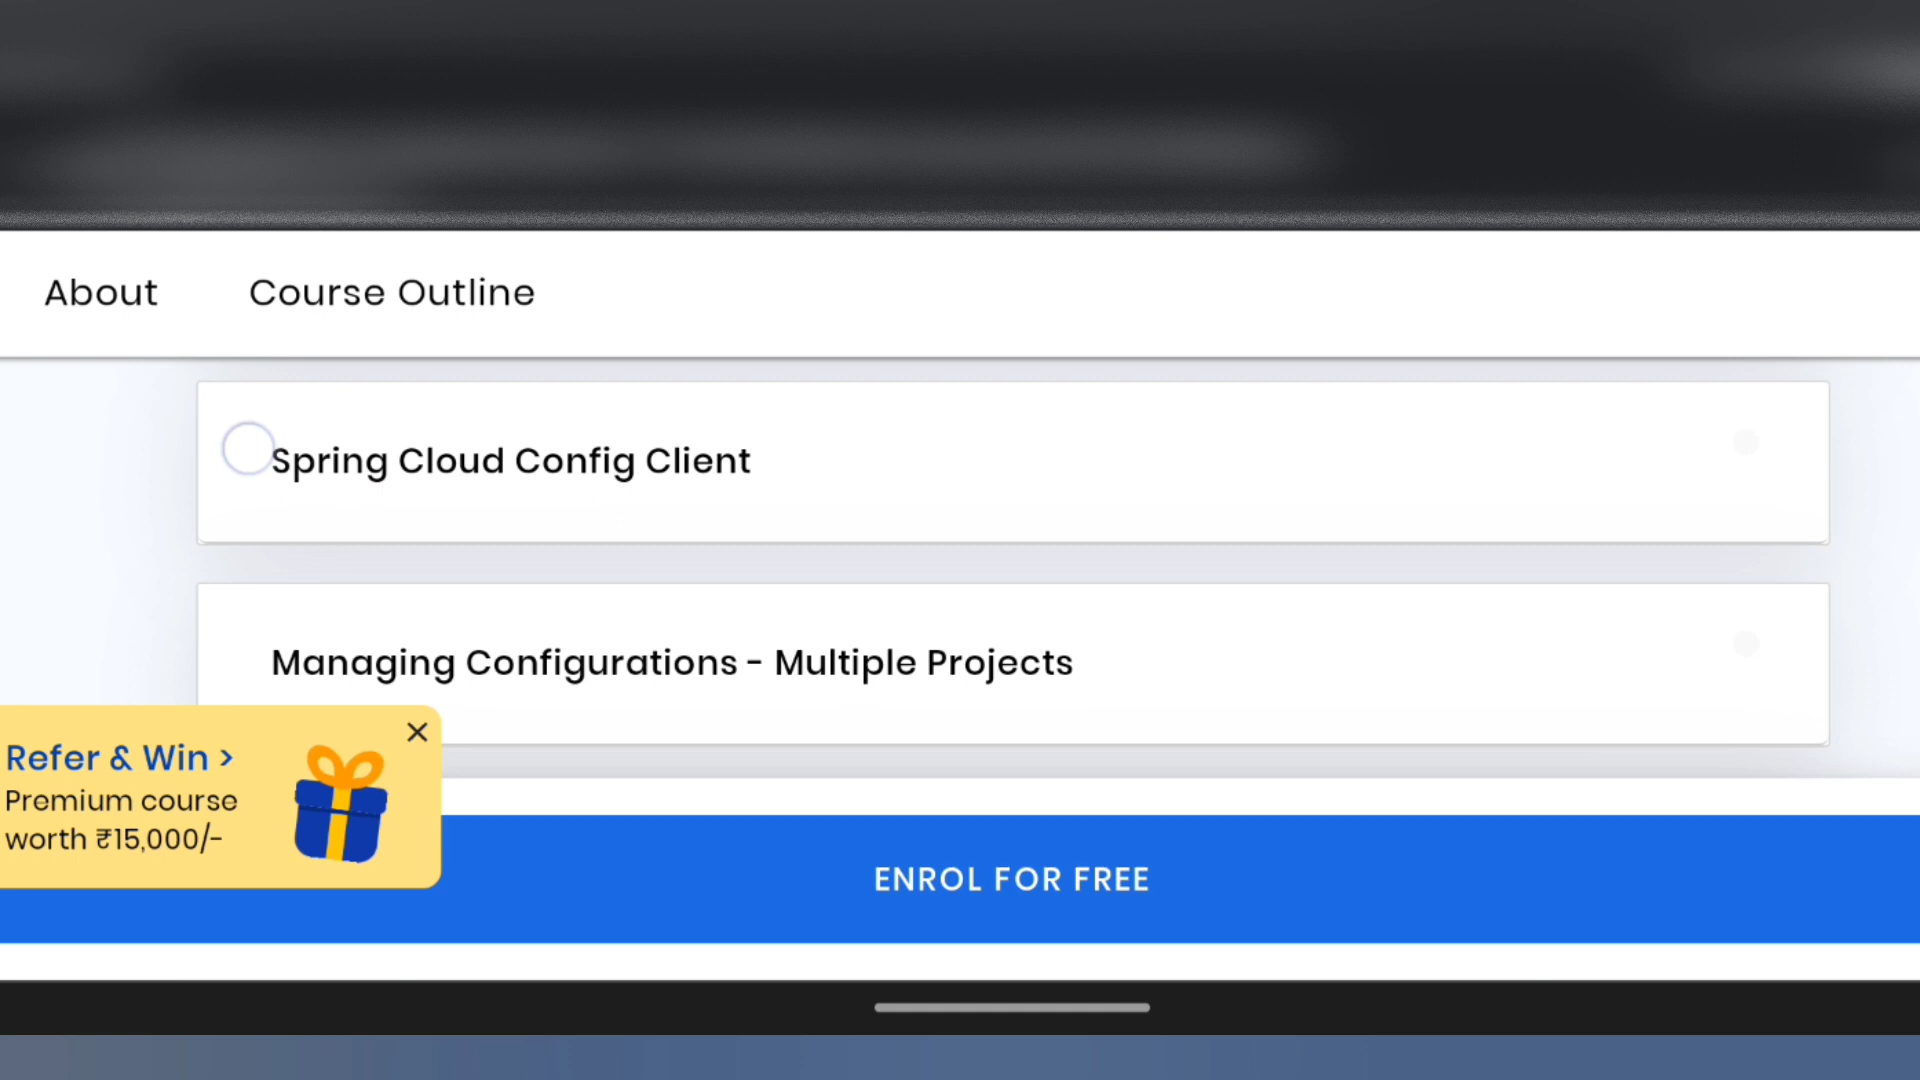 About
Course Outline
Spring Cloud Config Client
Managing Configurations - Multiple Projects
Refer & Win >
Premium course
worth ₹15,000/-
ENROL FOR FREE